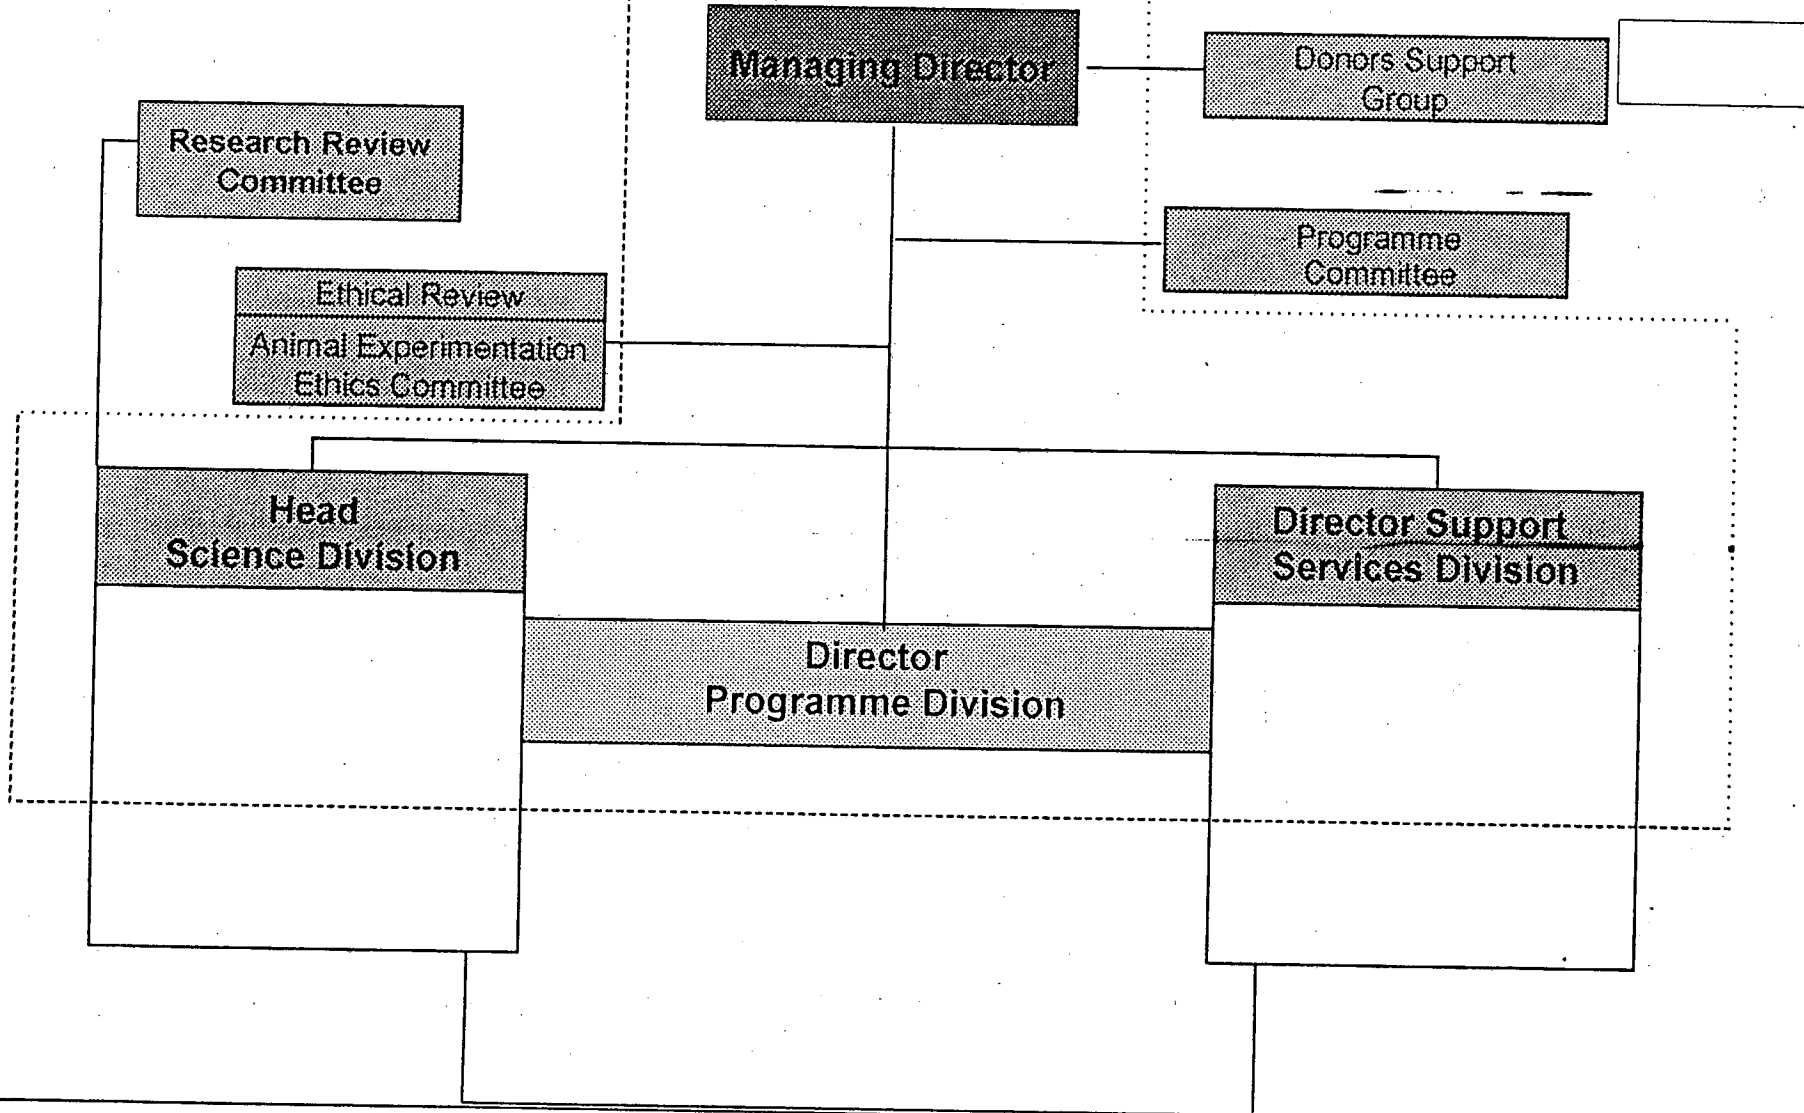 Managing Director
Donors Support
Group
Research Review
Committee
Programme
Committee
Ethical Review
Animal Experimentation
Ethics Committee
Head
Science Division
Director Support
Services Division
Director
Programme Division